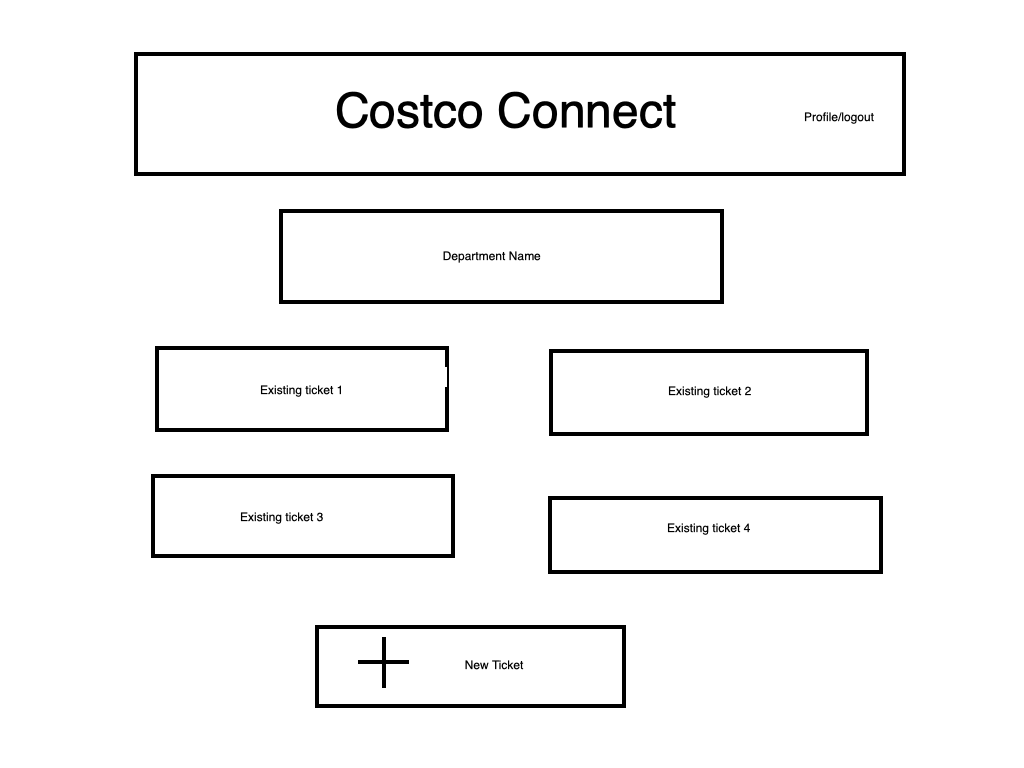 Costco Connect
Profile/logout
Department Name
Existing ticket 1
Existing ticket 2
Existing ticket 3
Existing ticket 4
New Ticket